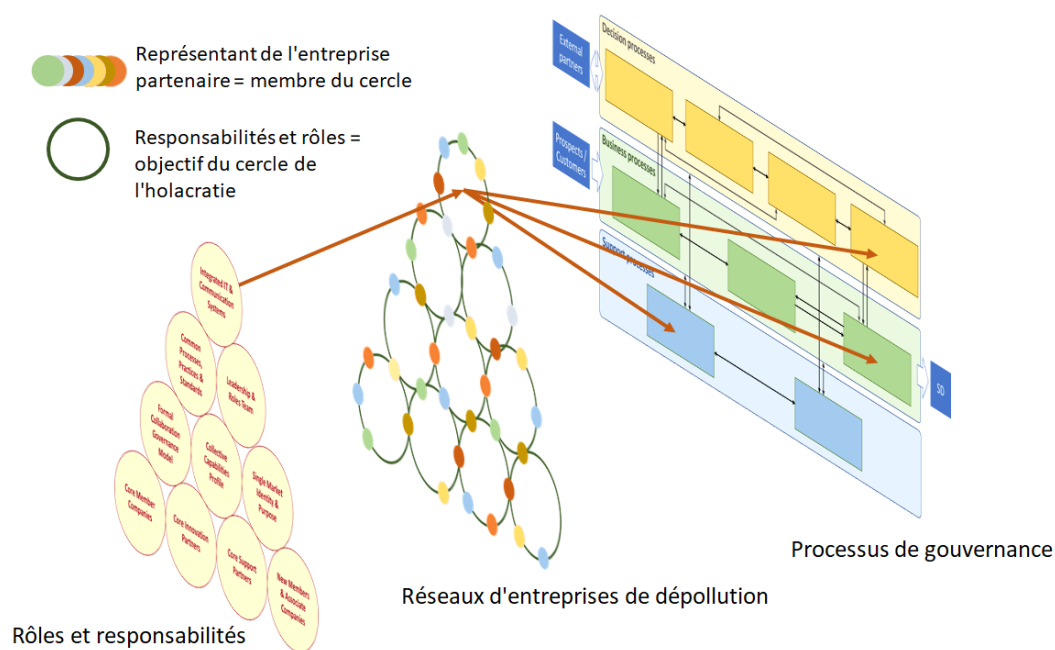 Représentant de l'entreprise
partenaire = membre du cercle
Responsabilités et rôles =
objectif du cercle de
l'holacratie
External
partners
Prospects /
Customers
Decision processes
Business processes
Support processes
SD
Integrated IT &
Communication
Systems
Common
Processes,
Practices &
Standards
Leadership &
Roles Team
Formal
Collaboration
Governance
Model
Collective
Capabilities
Profile
Single Market
Identity &
Purpose
Core Member
Companies
Core Innovation
Partners
Core Support
Partners
New Members
& Associate
Companies
Processus de gouvernance
Réseaux d'entreprises de dépollution
Rôles et responsabilités